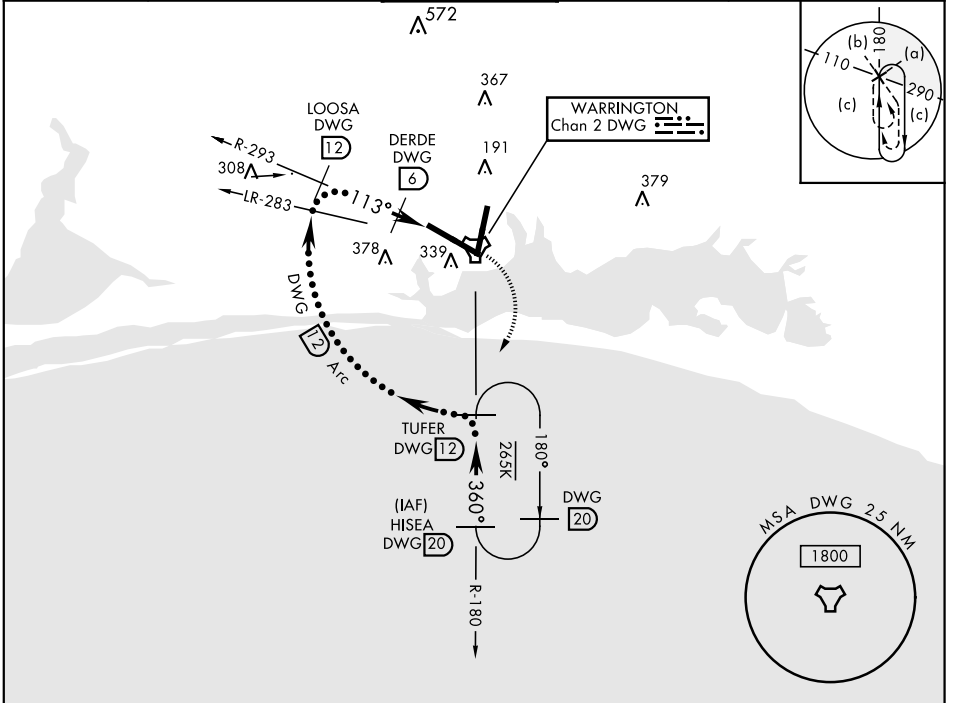 572
367
LOOSA
DWG
12
DERDE
DWG
6
WARRINGTON
Chan 2 DWG
191
R-293
308
LR-283
113°
379
378
339
DWG 12 Arc
TUFER
DWG 12
265K
180°
360°
(IAF)
HISEA
DWG 20
DWG
20
R-180
MSA DWG 25 NM
1800
(b)
180
(a)
110
290
(c)
(c)